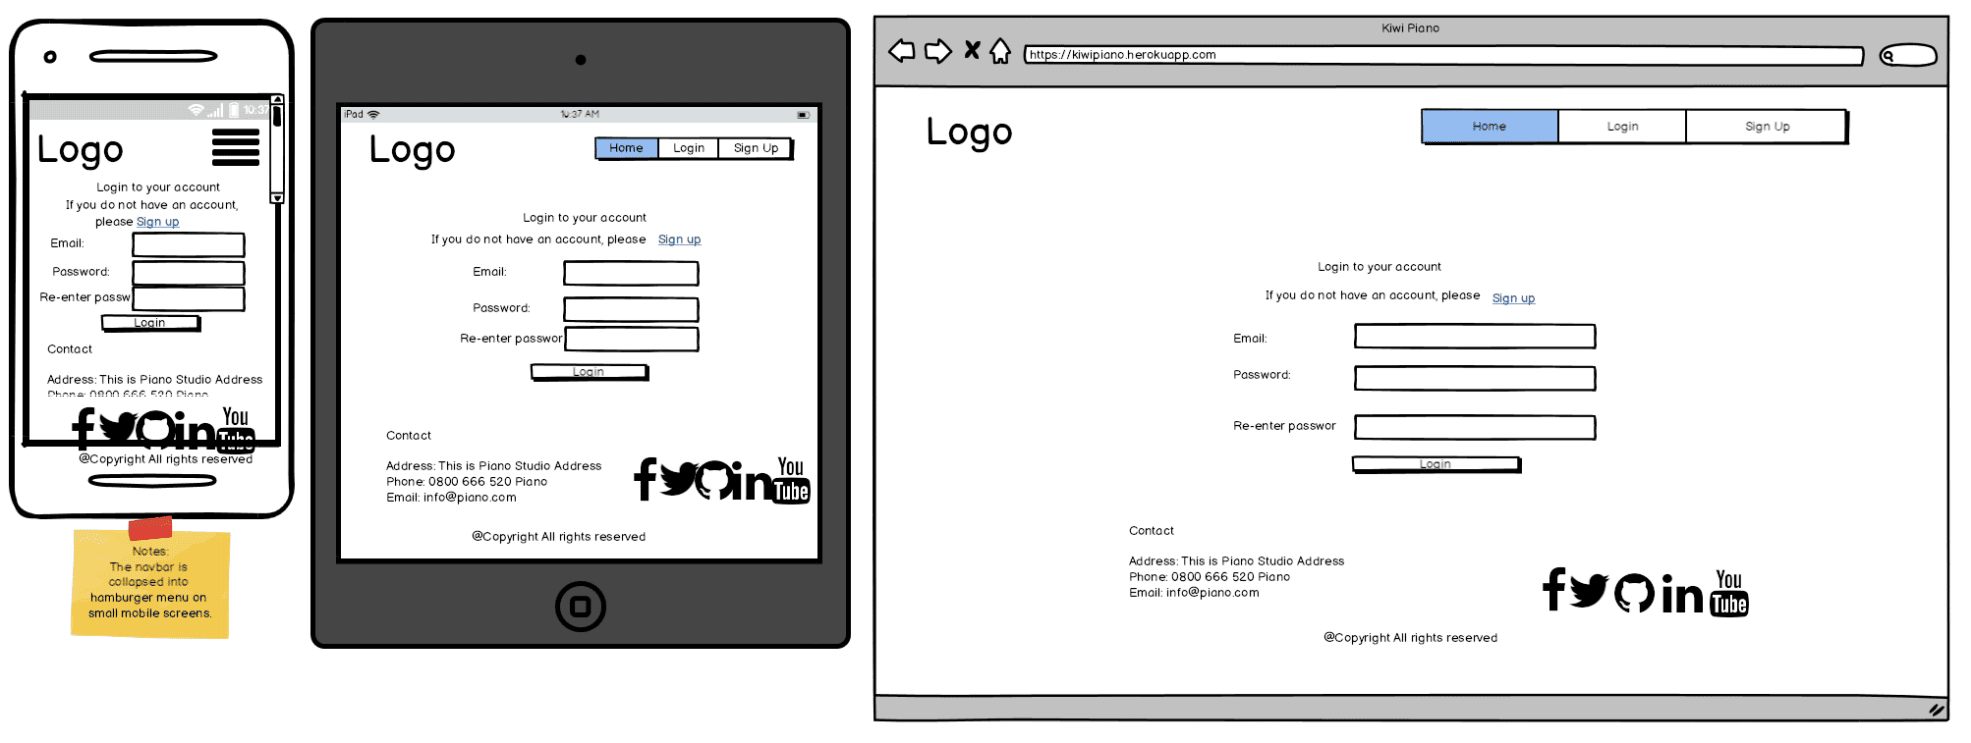 10:37
Logo
Login to your account
If you do not have an account,
please Sign up
Email:
Password:
Re-enter passw
Login
Contact
Address: This is Piano Studio Address
Phone: 0800 666 520 Piano
f in You Tube
@Copyright All rights reserved
Notes:
The navbar is
collapsed into
hamburger menu on
small mobile screens.
iPad 10:37 AM
Logo
Home Login Sign Up
Login to your account
If you do not have an account, please Sign up
Email:
Password:
Re-enter passwor
Login
Contact
Address: This is Piano Studio Address
Phone: 0800 666 520 Piano
Email: info@piano.com
f in You Tube
@Copyright All rights reserved
Kiwi Piano
https://kiwipiano.herokuapp.com
Logo
Home Login Sign Up
Login to your account
If you do not have an account, please Sign up
Email:
Password:
Re-enter passwor
Login
Contact
Address: This is Piano Studio Address
Phone: 0800 666 520 Piano
Email: info@piano.com
f in You Tube
@Copyright All rights reserved